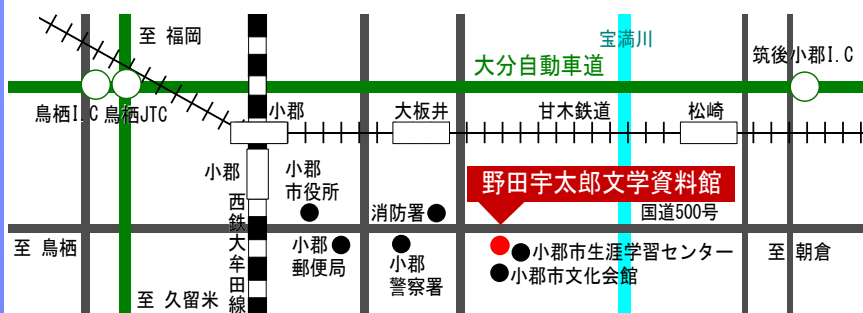 至 福岡
宝満川
筑後小郡I.C
大分自動車道
鳥栖I.C
鳥栖JTC
小郡
大板井
甘木鉄道
松崎
小郡
小郡
市役所
野田宇太郎文学資料館
西鉄大牟田線
消防署
国道500号
至 鳥栖
小郡
郵便局
小郡
警察署
小郡市生涯学習センター
小郡市文化会館
至 朝倉
至 久留米